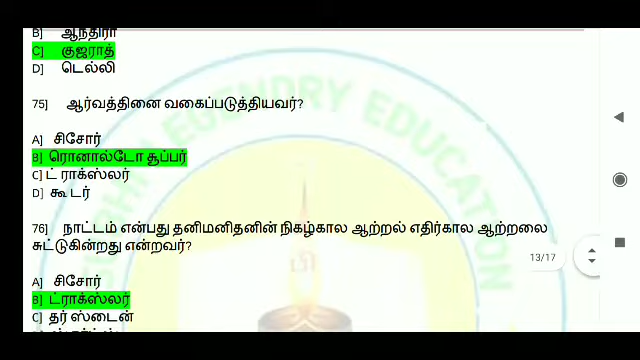 B] ஆந்திரா
C] குஜராத்
D] டெல்லி
75] ஆர்வத்தினை வகைப்படுத்தியவர்?
A] சிசோர்
B] ரொனால்டோ சூப்பர்
C] ட்ராக்ஸ்லர்
D] கூடர்
76] நாட்டம் என்பது தனிமனிதனின் நிகழ்கால ஆற்றல் எதிர்கால ஆற்றலை
சுட்டுகின்றது என்றவர்?
A] சிசோர்
B] ட்ராக்ஸ்லர்
C] தர் ஸ்டைன்
13/17